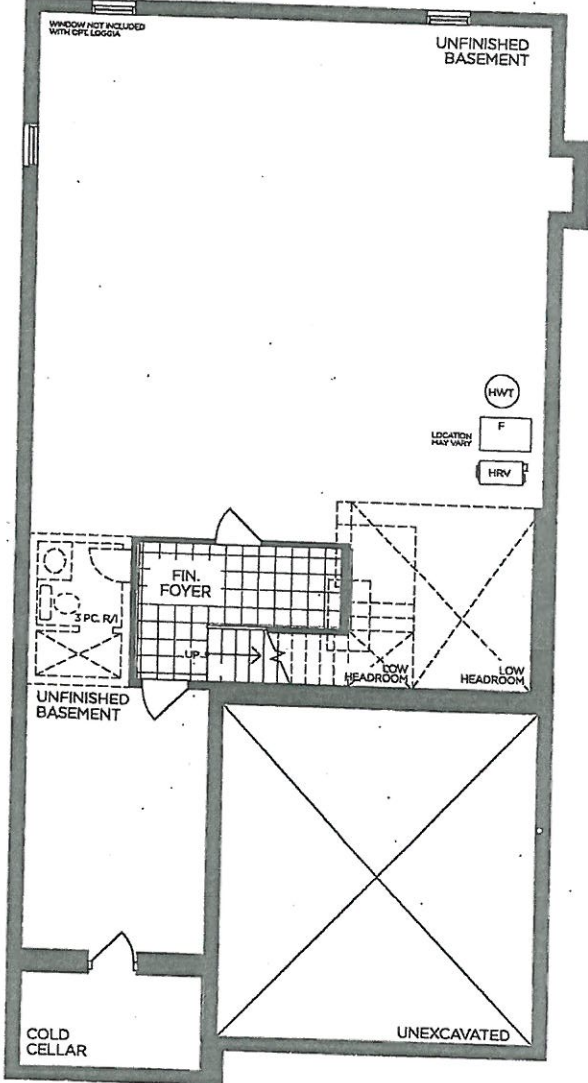 WINDOW NOT INCLUDED
WITH OPT. LOGGIA
UNFINISHED
BASEMENT
HWT
LOCATION
MAY VARY
F
HRV
FIN.
FOYER
3 PC. R/I
UP
LOW
HEADROOM
LOW
HEADROOM
UNFINISHED
BASEMENT
COLD
CELLAR
UNEXCAVATED